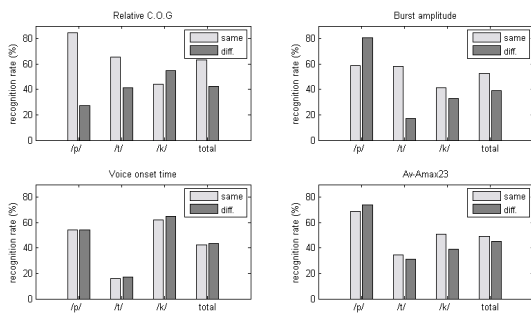 Relative C.O.G
recognition rate (%)
80
60
40
20
0
same
diff.
/p/ /t/ /k/ total
Burst amplitude
recognition rate (%)
80
60
40
20
0
same
diff.
/p/ /t/ /k/ total
Voice onset time
recognition rate (%)
80
60
40
20
0
same
diff.
/p/ /t/ /k/ total
Av-Amax23
recognition rate (%)
80
60
40
20
0
same
diff.
/p/ /t/ /k/ total